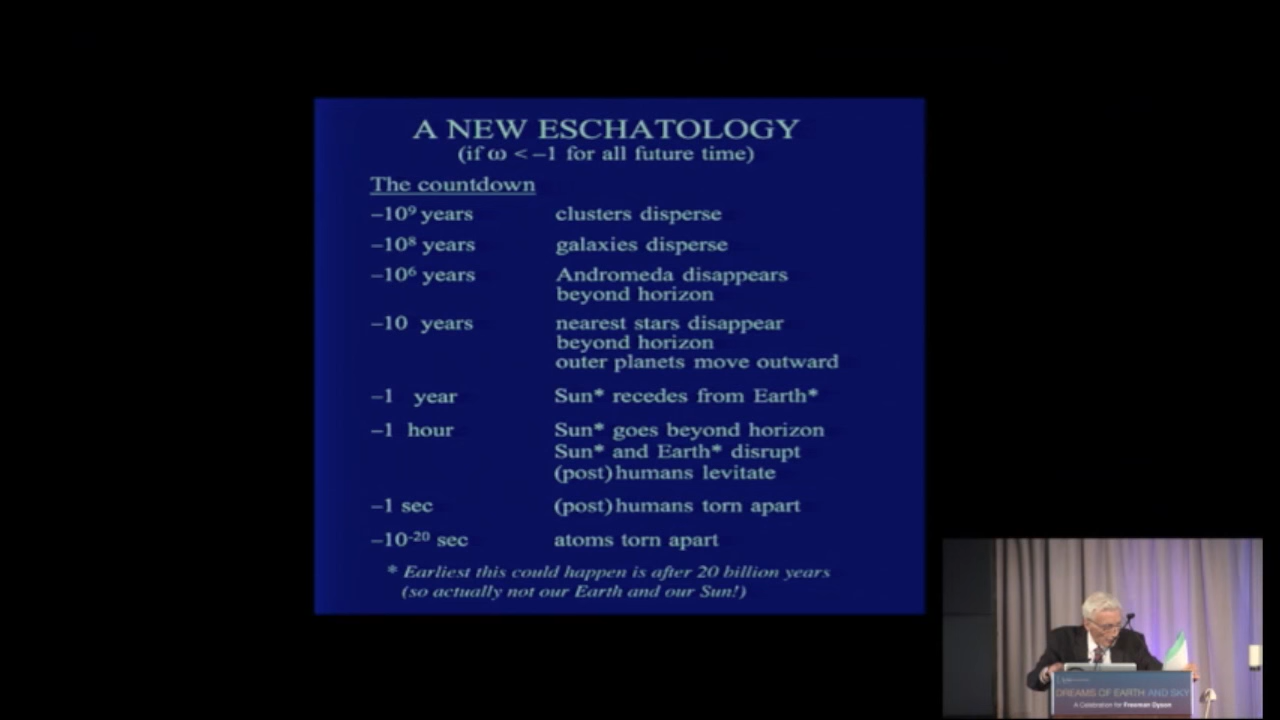 A NEW ESCHATOLOGY
(if ω < –1 for all future time)
The countdown
–10⁹ years clusters disperse
–10⁸ years galaxies disperse
–10⁶ years Andromeda disappears
beyond horizon
–10 years nearest stars disappear
beyond horizon
outer planets move outward
–1 year Sun* recedes from Earth*
–1 hour Sun* goes beyond horizon
Sun* and Earth* disrupt
(post)humans levitate
–1 sec (post)humans torn apart
–10⁻²⁰ sec atoms torn apart
* Earliest this could happen is after 20 billion years
(so actually not our Earth and our Sun!)
DREAMS OF EARTH AND SKY
A Celebration for Freeman Dyson